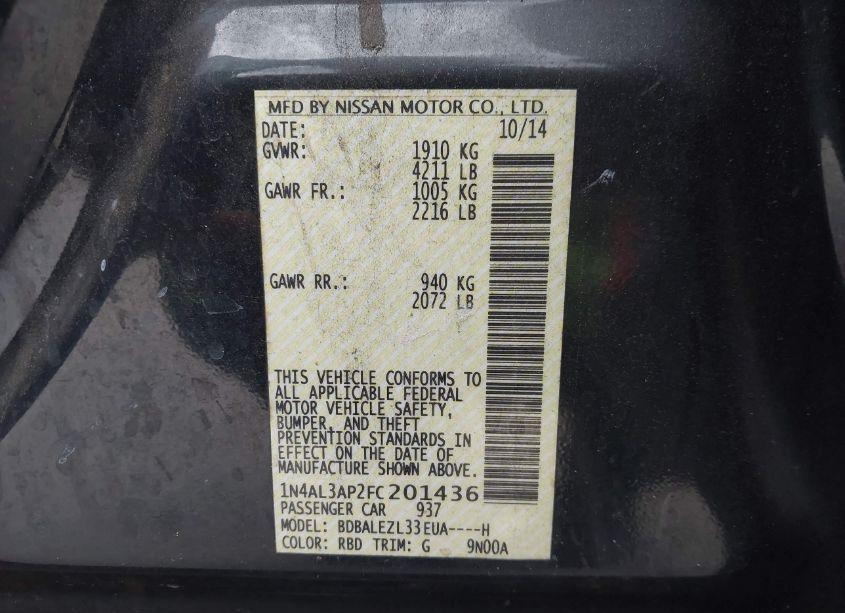 MFD BY NISSAN MOTOR CO., LTD.
DATE: 10/14
GVWR: 1910 KG
4211 LB
GAWR FR.: 1005 KG
2216 LB
GAWR RR.: 940 KG
2072 LB
THIS VEHICLE CONFORMS TO
ALL APPLICABLE FEDERAL
MOTOR VEHICLE SAFETY,
BUMPER, AND THEFT
PREVENTION STANDARDS IN
EFFECT ON THE DATE OF
MANUFACTURE SHOWN ABOVE.
1N4AL3AP2FC201436
PASSENGER CAR 937
MODEL: BDBALEZL33EUA----H
COLOR: RBD TRIM: G 9N00A